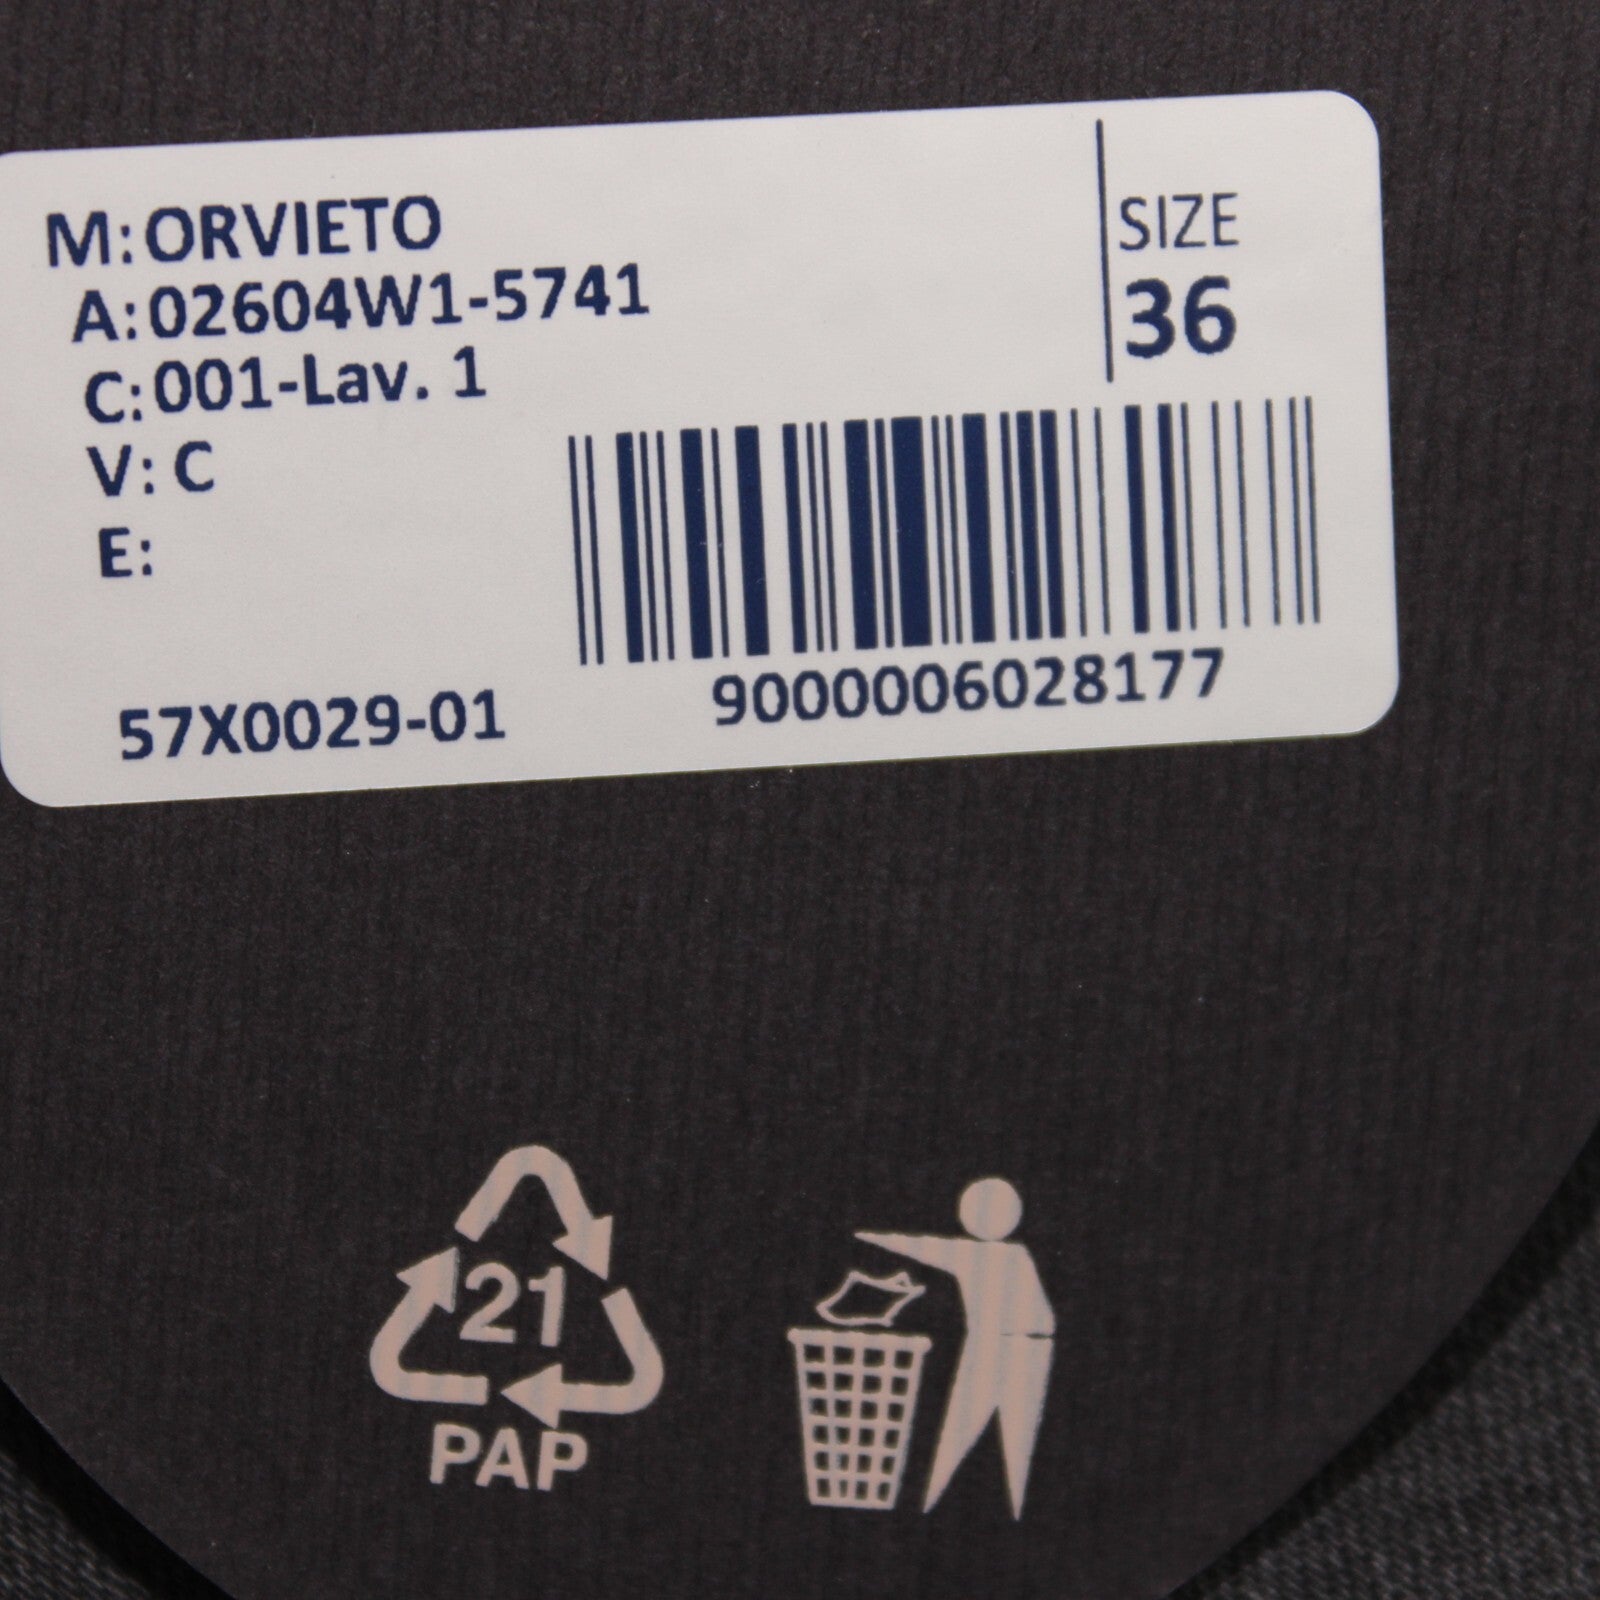 M: ORVIETO
A: 02604W1-5741
C: 001-Lav. 1
V: C
E:
SIZE
36
57X0029-01
9000006028177
21
PAP